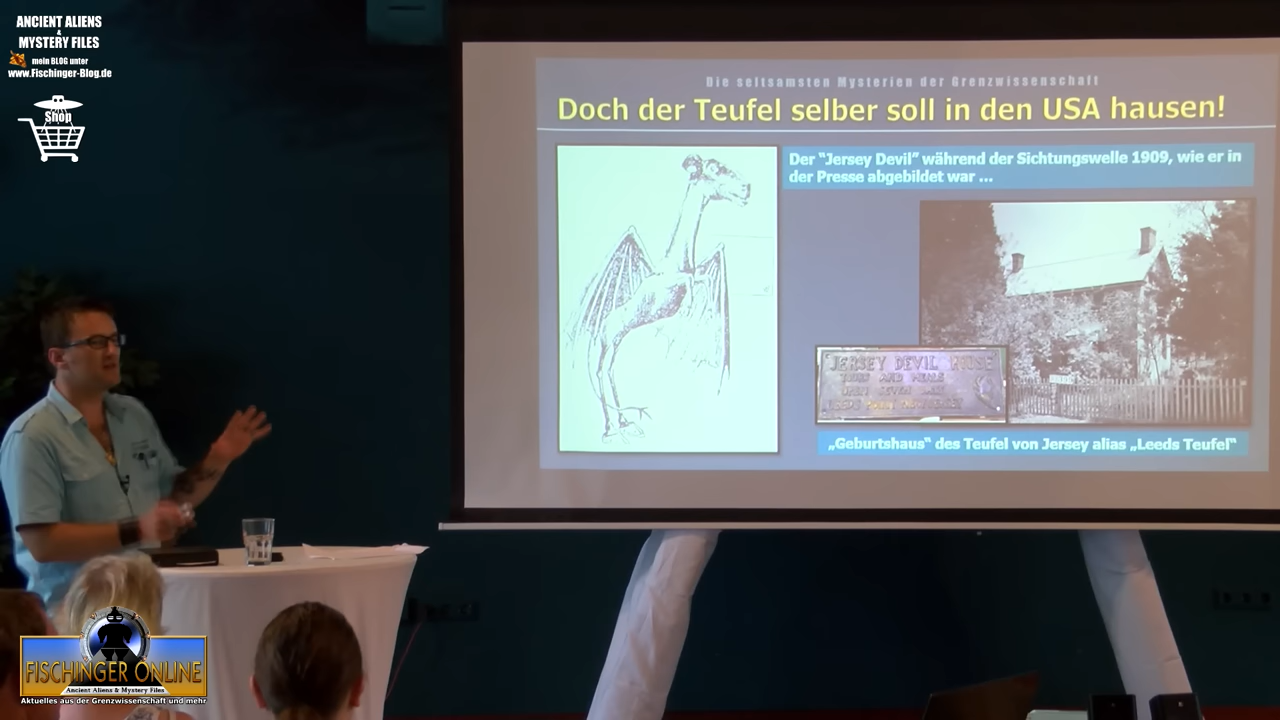 ANCIENT ALIENS
&
MYSTERY FILES
mein BLOG unter
www.Fischinger-Blog.de
Shop
Die seltsamsten Mysterien der Grenzwissenschaft
Doch der Teufel selber soll in den USA hausen!
Der “Jersey Devil” während der Sichtungswelle 1909, wie er in
der Presse abgebildet war ...
JERSEY DEVIL HOUSE
„Geburtshaus“ des Teufel von Jersey alias „Leeds Teufel“
FISCHINGER ONLINE
Ancient Aliens & Mystery Files
Aktuelles aus der Grenzwissenschaft und mehr